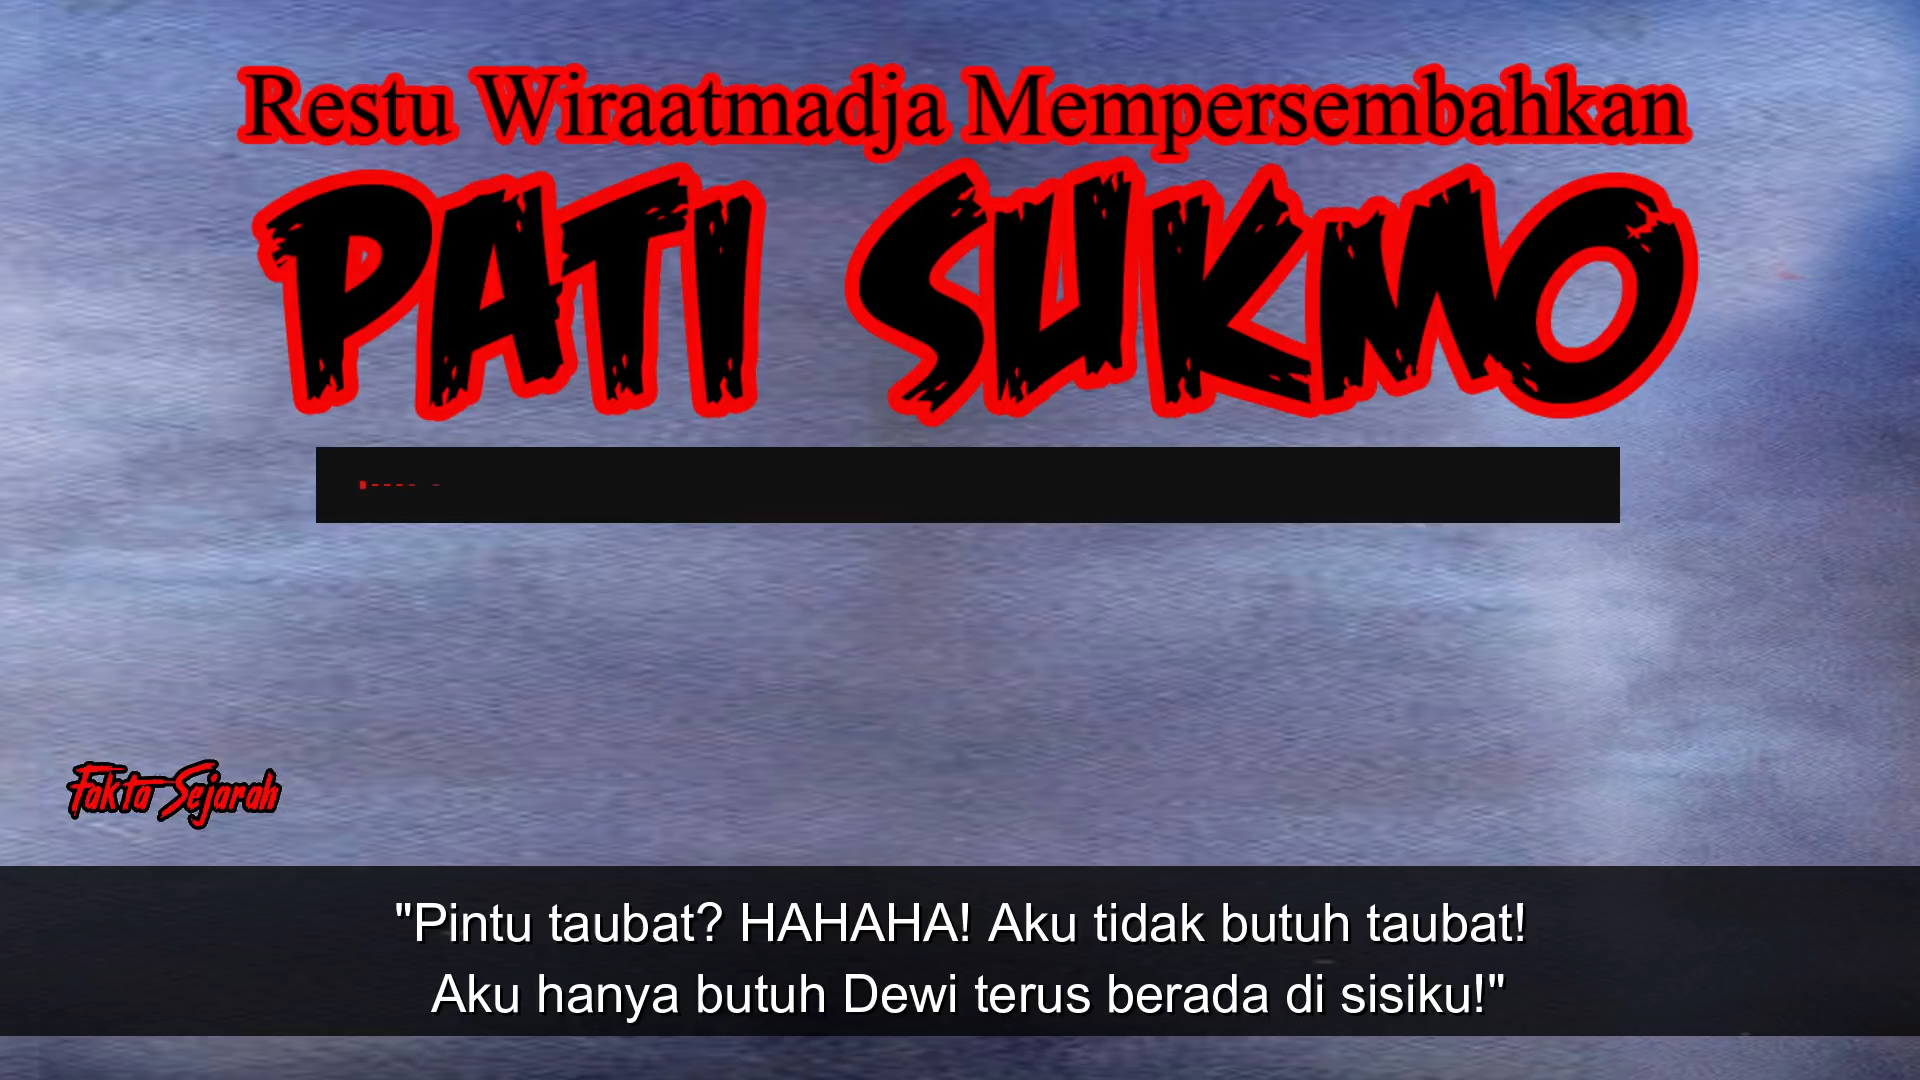 Restu Wiraatmadja Mempersembahkan
PATI SUKMO
Fakta Sejarah
"Pintu taubat? HAHAHA! Aku tidak butuh taubat!
Aku hanya butuh Dewi terus berada di sisiku!"